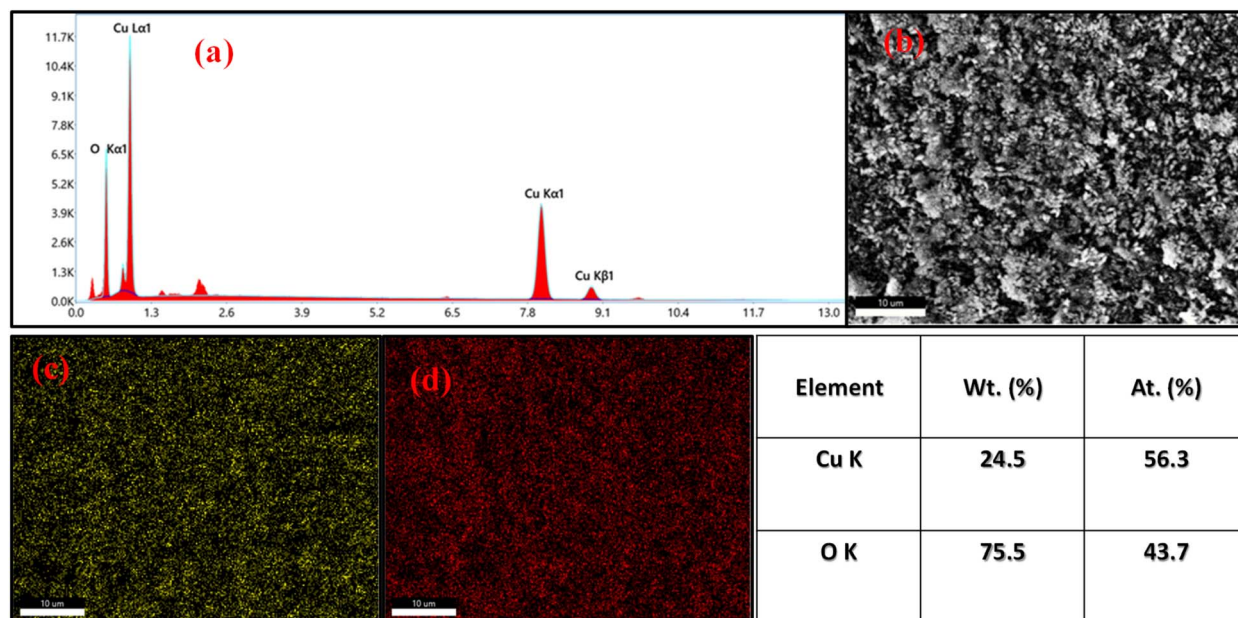 (a)
11.7K
10.4K
9.1K
7.8K
6.5K
5.2K
3.9K
2.6K
1.3K
0.0K
Cu Lα1
O Kα1
Cu Kα1
Cu Kβ1
0.0 1.3 2.6 3.9 5.2 6.5 7.8 9.1 10.4 11.7 13.0
(b)
10 um
(c)
10 um
(d)
10 um
Element Wt. (%) At. (%)
Cu K 24.5 56.3
O K 75.5 43.7